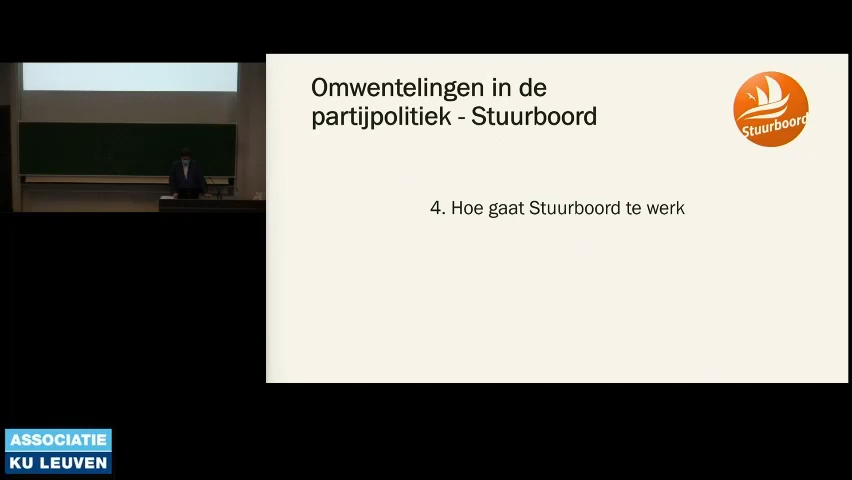 Omwentelingen in de
partijpolitiek - Stuurboord
Stuurboord
4. Hoe gaat Stuurboord te werk
ASSOCIATIE
KU LEUVEN